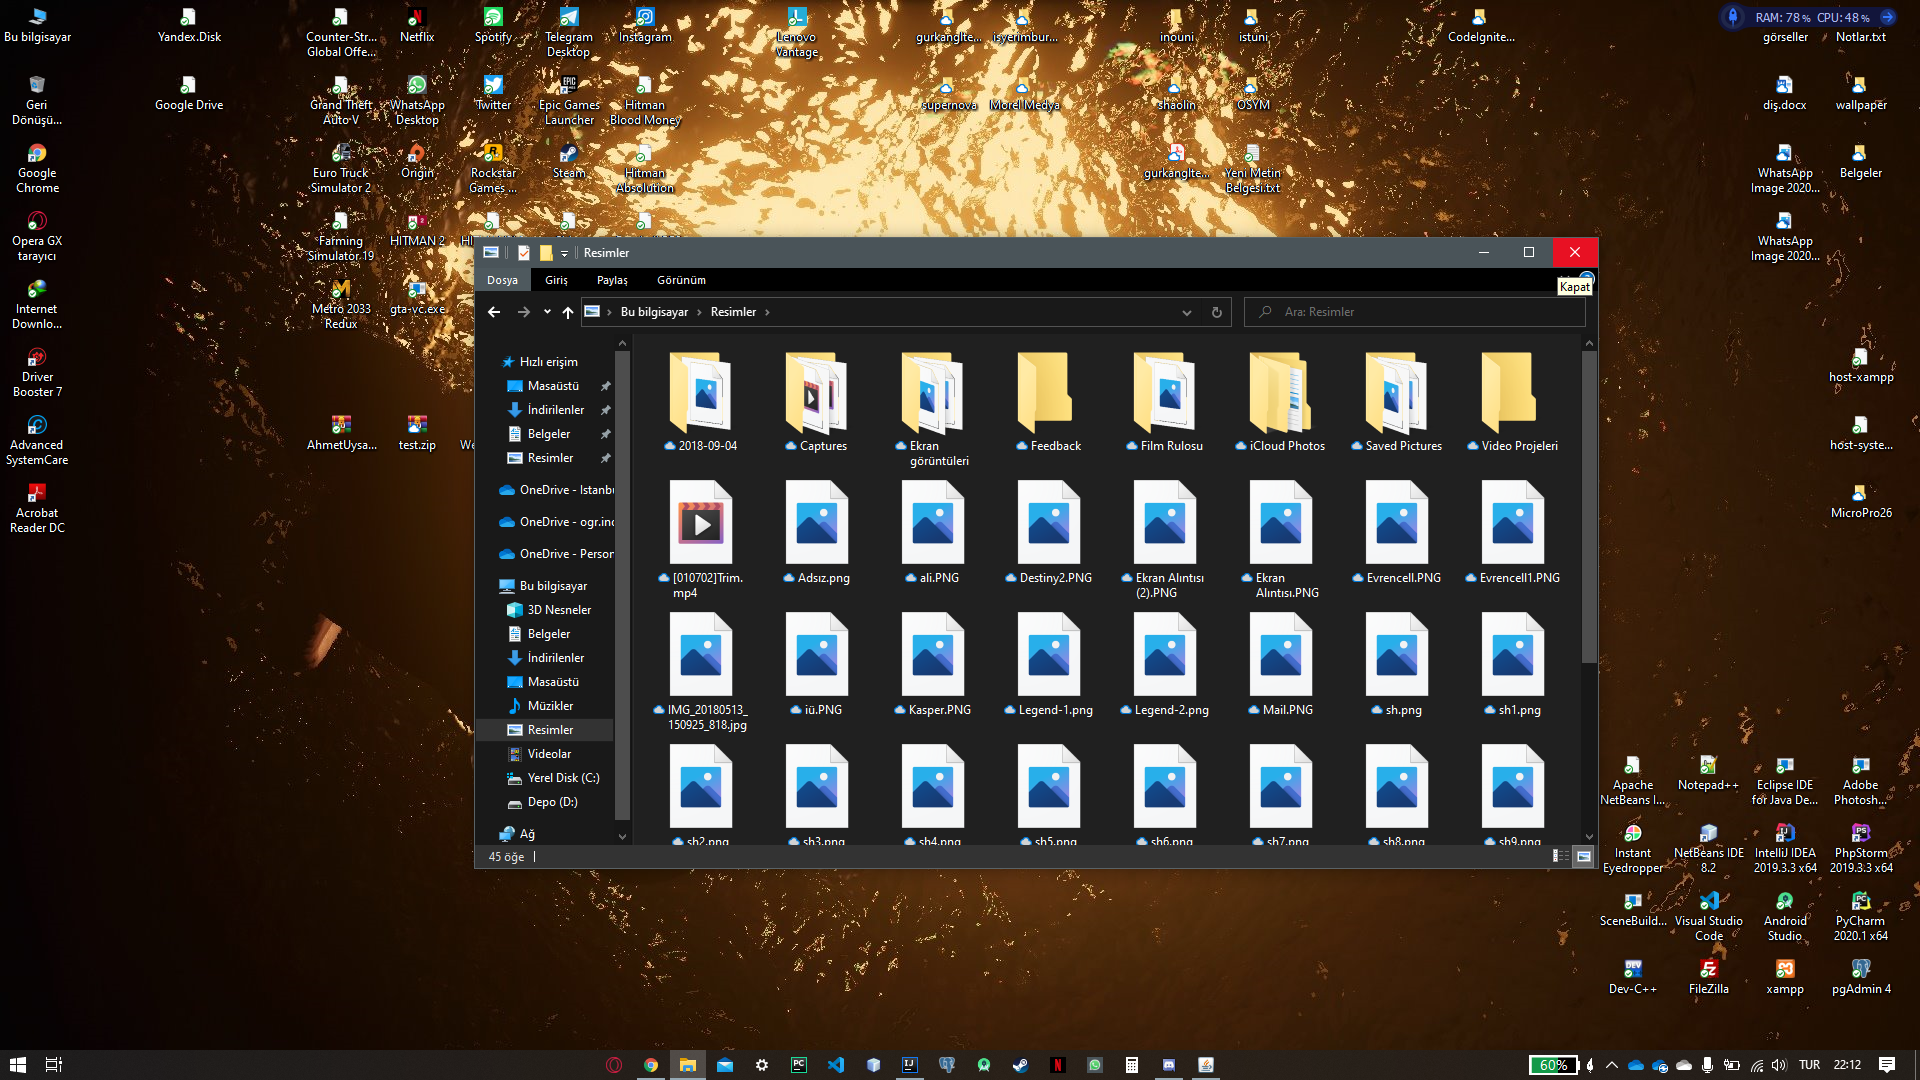 Bu bilgisayar
Yandex.Disk
Counter-Str...
Global Offe...
Netflix
Spotify
Telegram
Desktop
Instagram
Lenovo
Vantage
gurkanglte...
isyerimbur...
inouni
istuni
CodeIgnite...
RAM: 78% CPU: 48%
görseller
Notlar.txt
Geri
Dönüşü...
Google Drive
Grand Theft
Auto V
WhatsApp
Desktop
Twitter
Epic Games
Launcher
Hitman
Blood Money
supernova
Morel Medya
shaolin
OSYM
diş.docx
wallpaper
Google
Chrome
Euro Truck
Simulator 2
Origin
Rockstar
Games ...
Steam
Hitman
Absolution
gurkanglte...
Yeni Metin
Belgesi.txt
WhatsApp
Image 2020...
Belgeler
Opera GX
tarayıcı
Farming
Simulator 19
HITMAN 2
WhatsApp
Image 2020...
Internet
Downlo...
Metro 2033
Redux
gta-vc.exe
Driver
Booster 7
host-xampp
Advanced
SystemCare
AhmetUysa...
test.zip
host-syste...
Acrobat
Reader DC
MicroPro26
Resimler
Dosya
Giriş
Paylaş
Görünüm
Kapat
Bu bilgisayar
Resimler
Ara: Resimler
Hızlı erişim
Masaüstü
İndirilenler
Belgeler
Resimler
OneDrive - Istanbu
OneDrive - ogr.inc
OneDrive - Person
Bu bilgisayar
3D Nesneler
Belgeler
İndirilenler
Masaüstü
Müzikler
Resimler
Videolar
Yerel Disk (C:)
Depo (D:)
Ağ
2018-09-04
Captures
Ekran
görüntüleri
Feedback
Film Rulosu
iCloud Photos
Saved Pictures
Video Projeleri
[010702]Trim.
mp4
Adsız.png
ali.PNG
Destiny2.PNG
Ekran Alıntısı
(2).PNG
Ekran
Alıntısı.PNG
Evrencell.PNG
Evrencell1.PNG
IMG_20180513_
150925_818.jpg
iü.PNG
Kasper.PNG
Legend-1.png
Legend-2.png
Mail.PNG
sh.png
sh1.png
sh2.png
sh3.png
sh4.png
sh5.png
sh6.png
sh7.png
sh8.png
sh9.png
45 öğe
Apache
NetBeans I...
Notepad++
Eclipse IDE
for Java De...
Adobe
Photosh...
Instant
Eyedropper
NetBeans IDE
8.2
IntelliJ IDEA
2019.3.3 x64
PhpStorm
2019.3.3 x64
SceneBuild...
Visual Studio
Code
Android
Studio
PyCharm
2020.1 x64
Dev-C++
FileZilla
xampp
pgAdmin 4
60%
TUR
22:12